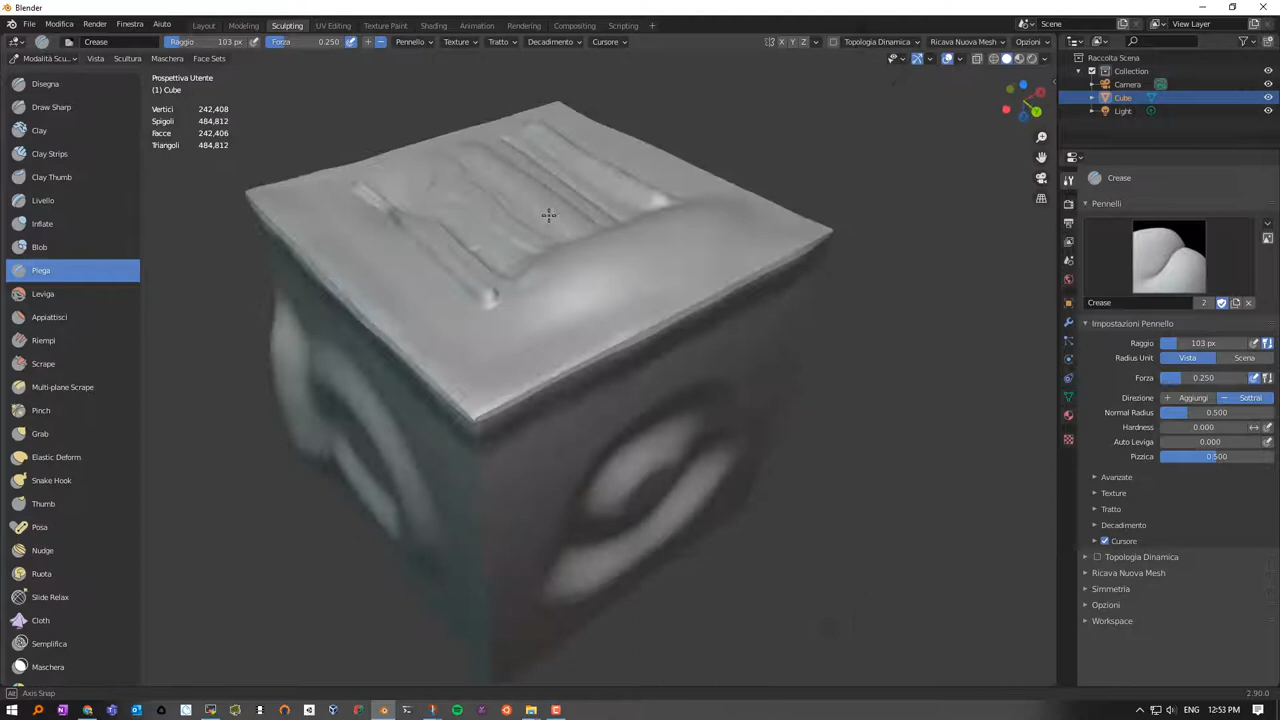 Blender
File Modifica Render Finestra Aiuto Layout Modeling Sculpting UV Editing Texture Paint Shading Animation Rendering Compositing Scripting + Scene View Layer
Crease Raggio 103 px Forza 0.250 + − Pennello Texture Tratto Decadimento Cursore X Y Z Topologia Dinamica Ricava Nuova Mesh Opzioni
Modalità Scu... Vista Scultura Maschera Face Sets
Raccolta Scena
Collection
Camera
Cube
Light
Prospettiva Utente
(1) Cube
Vertici 242,408
Spigoli 484,812
Facce 242,406
Triangoli 484,812
Disegna
Draw Sharp
Clay
Clay Strips
Clay Thumb
Livello
Inflate
Blob
Piega
Leviga
Appiattisci
Riempi
Scrape
Multi-plane Scrape
Pinch
Grab
Elastic Deform
Snake Hook
Thumb
Posa
Nudge
Ruota
Slide Relax
Cloth
Semplifica
Maschera
Crease
Pennelli
Crease 2
Impostazioni Pennello
Raggio 103 px
Radius Unit Vista Scena
Forza 0.250
Direzione + Aggiungi − Sottrai
Normal Radius 0.500
Hardness 0.000
Auto Leviga 0.000
Pizzica 0.500
Avanzate
Texture
Tratto
Decadimento
Cursore
Topologia Dinamica
Ricava Nuova Mesh
Simmetria
Opzioni
Workspace
Alt Axis Snap 2.90.0
12:53 PM